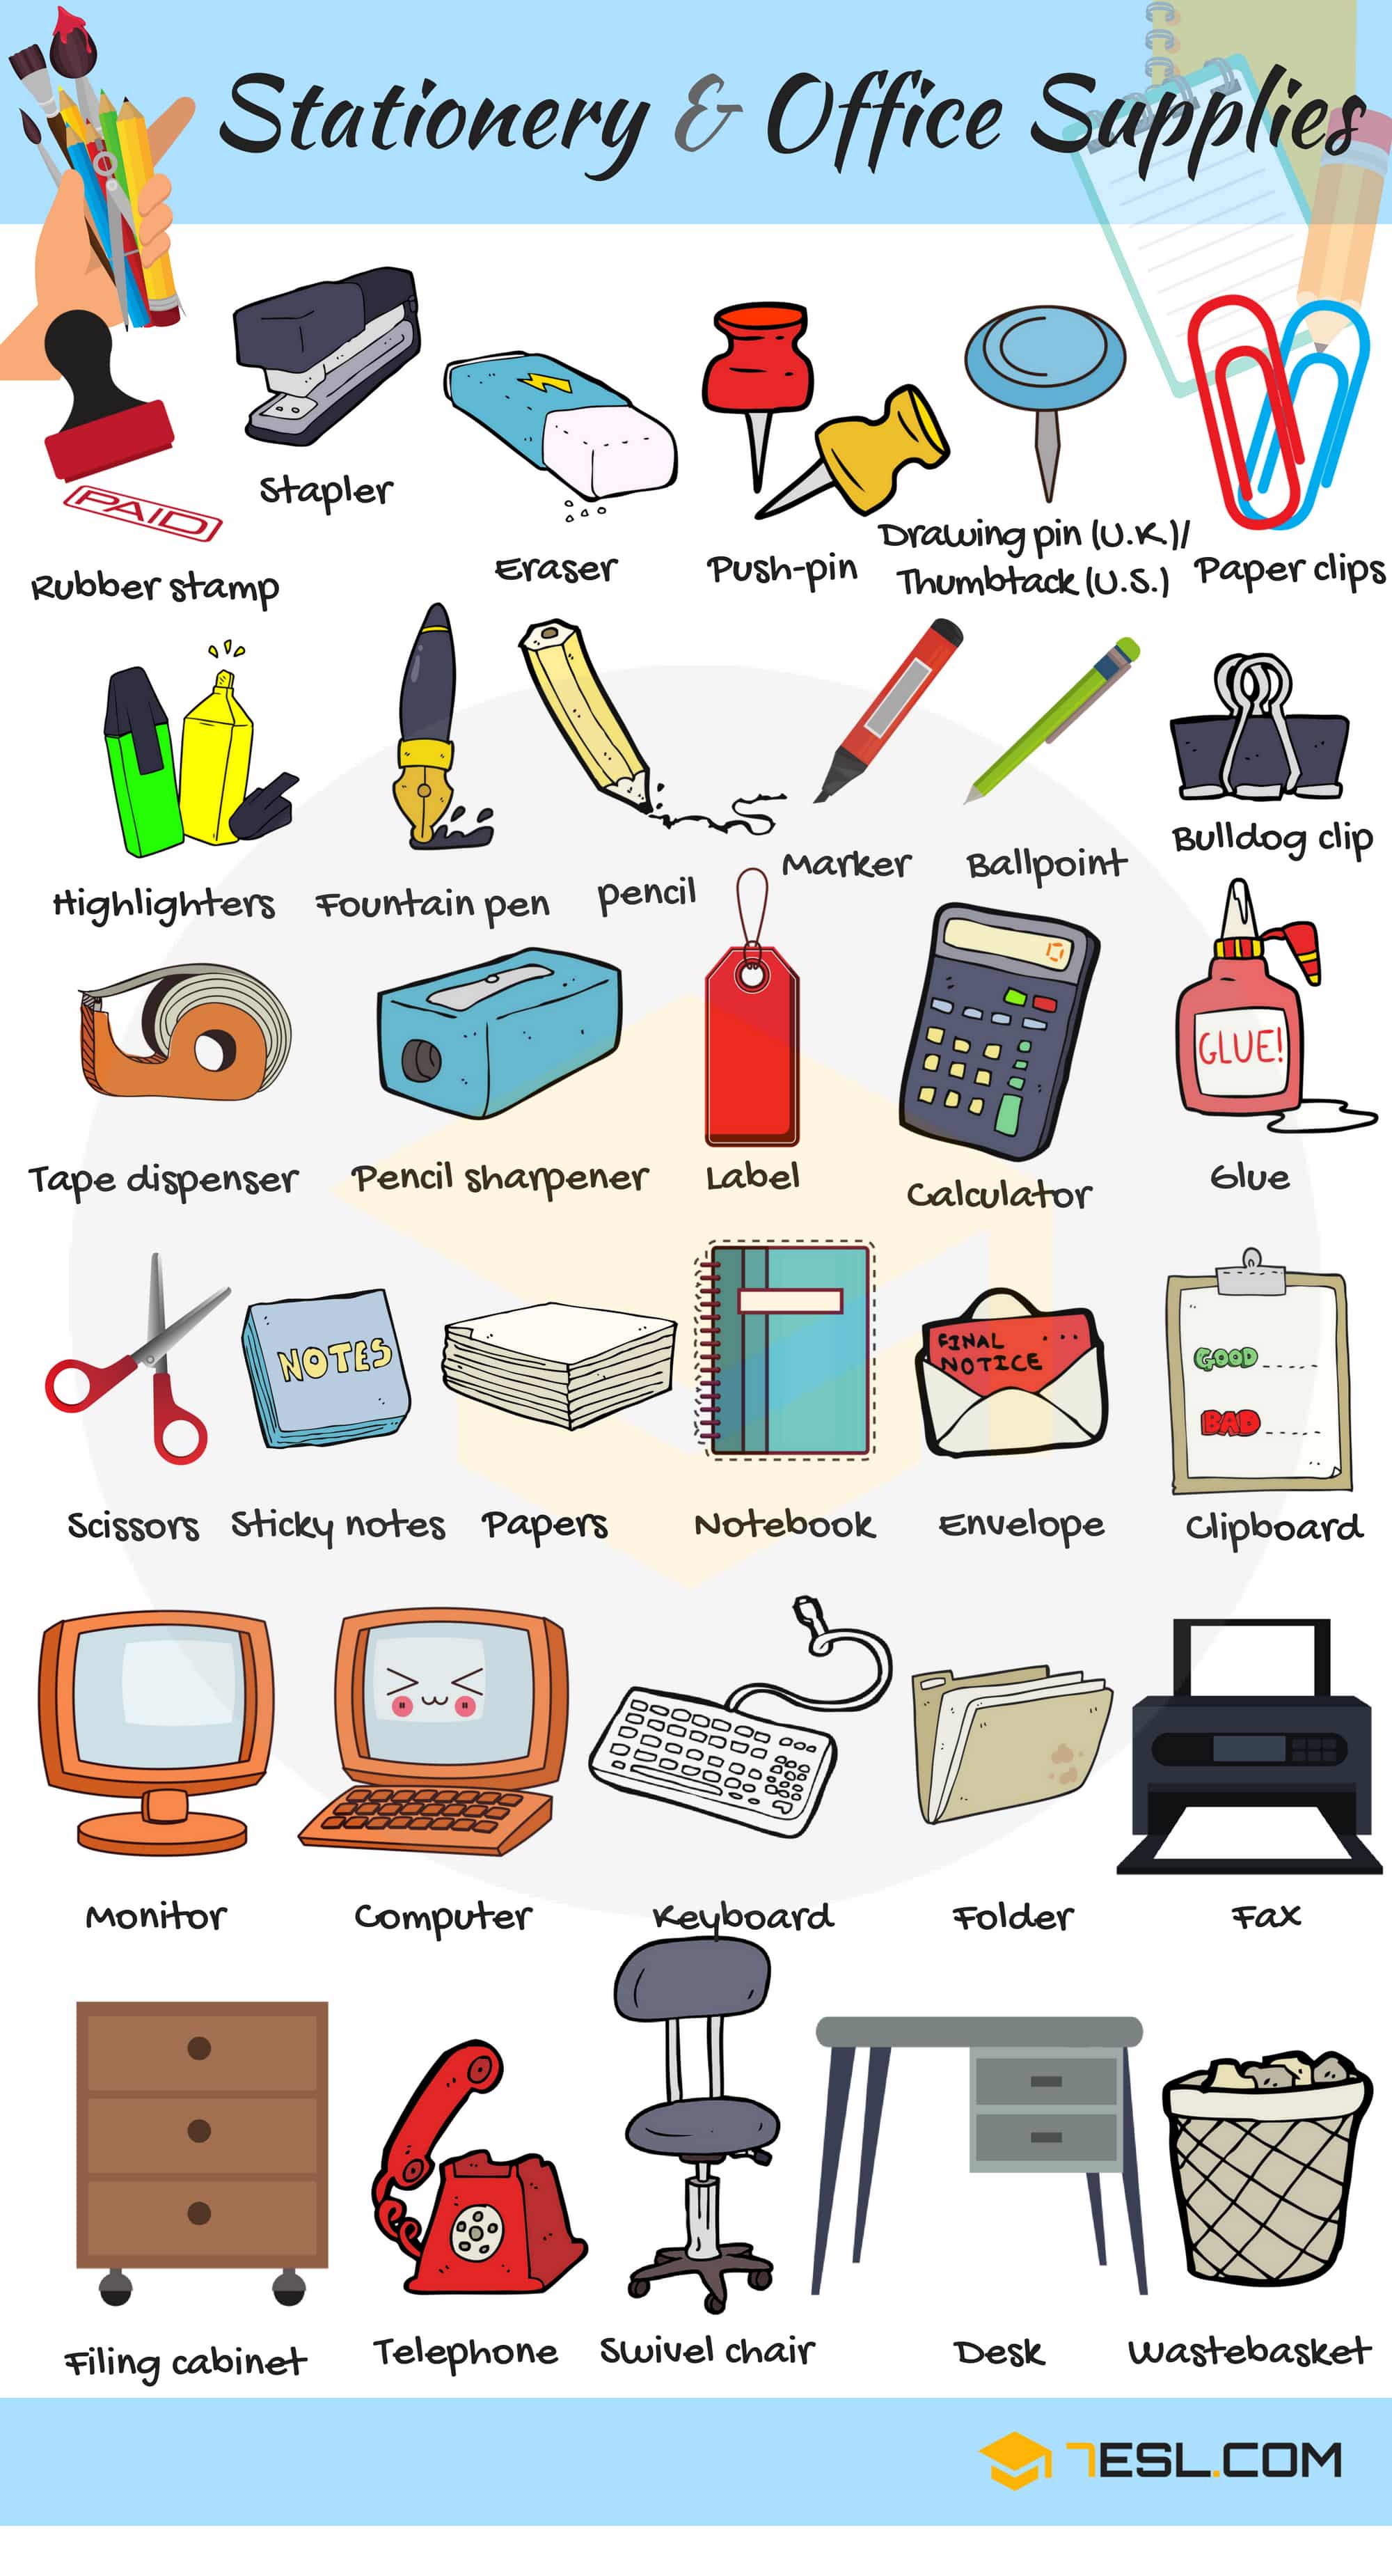 Stationery & Office Supplies
PAID
Stapler
Rubber stamp
Eraser
Push-pin
Drawing pin (U.K.)/
Thumbtack (U.S.)
Paper clips
Highlighters
Fountain pen
pencil
Marker
Ballpoint
Bulldog clip
GLUE!
Tape dispenser
Pencil sharpener
Label
Calculator
Glue
NOTES
FINAL
NOTICE
GOOD
BAD
Scissors
Sticky notes
Papers
Notebook
Envelope
Clipboard
Monitor
Computer
Keyboard
Folder
Fax
Filing cabinet
Telephone
Swivel chair
Desk
Wastebasket
7ESL.COM